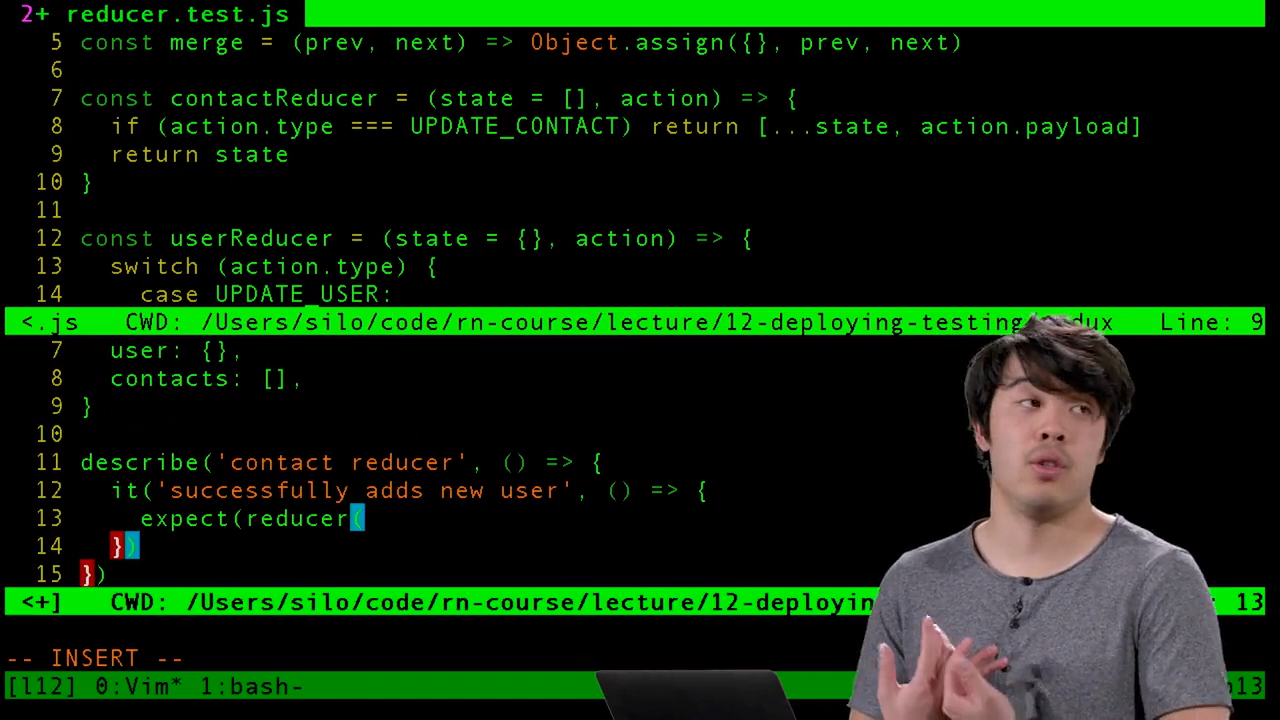 2+ reducer.test.js
5 const merge = (prev, next) => Object.assign({}, prev, next)
6
7 const contactReducer = (state = [], action) => {
8   if (action.type === UPDATE_CONTACT) return [...state, action.payload]
9   return state
10 }
11
12 const userReducer = (state = {}, action) => {
13   switch (action.type) {
14     case UPDATE_USER:
<.js   CWD: /Users/silo/code/rn-course/lecture/12-deploying-testing   Line: 9
7   user: {},
8   contacts: [],
9 }
10
11 describe('contact reducer', () => {
12   it('successfully adds new user', () => {
13     expect(reducer(
14   })
15 })
<+]   CWD: /Users/silo/code/rn-course/lecture/12-deployin 13
-- INSERT --
[l12] 0:Vim* 1:bash- 13